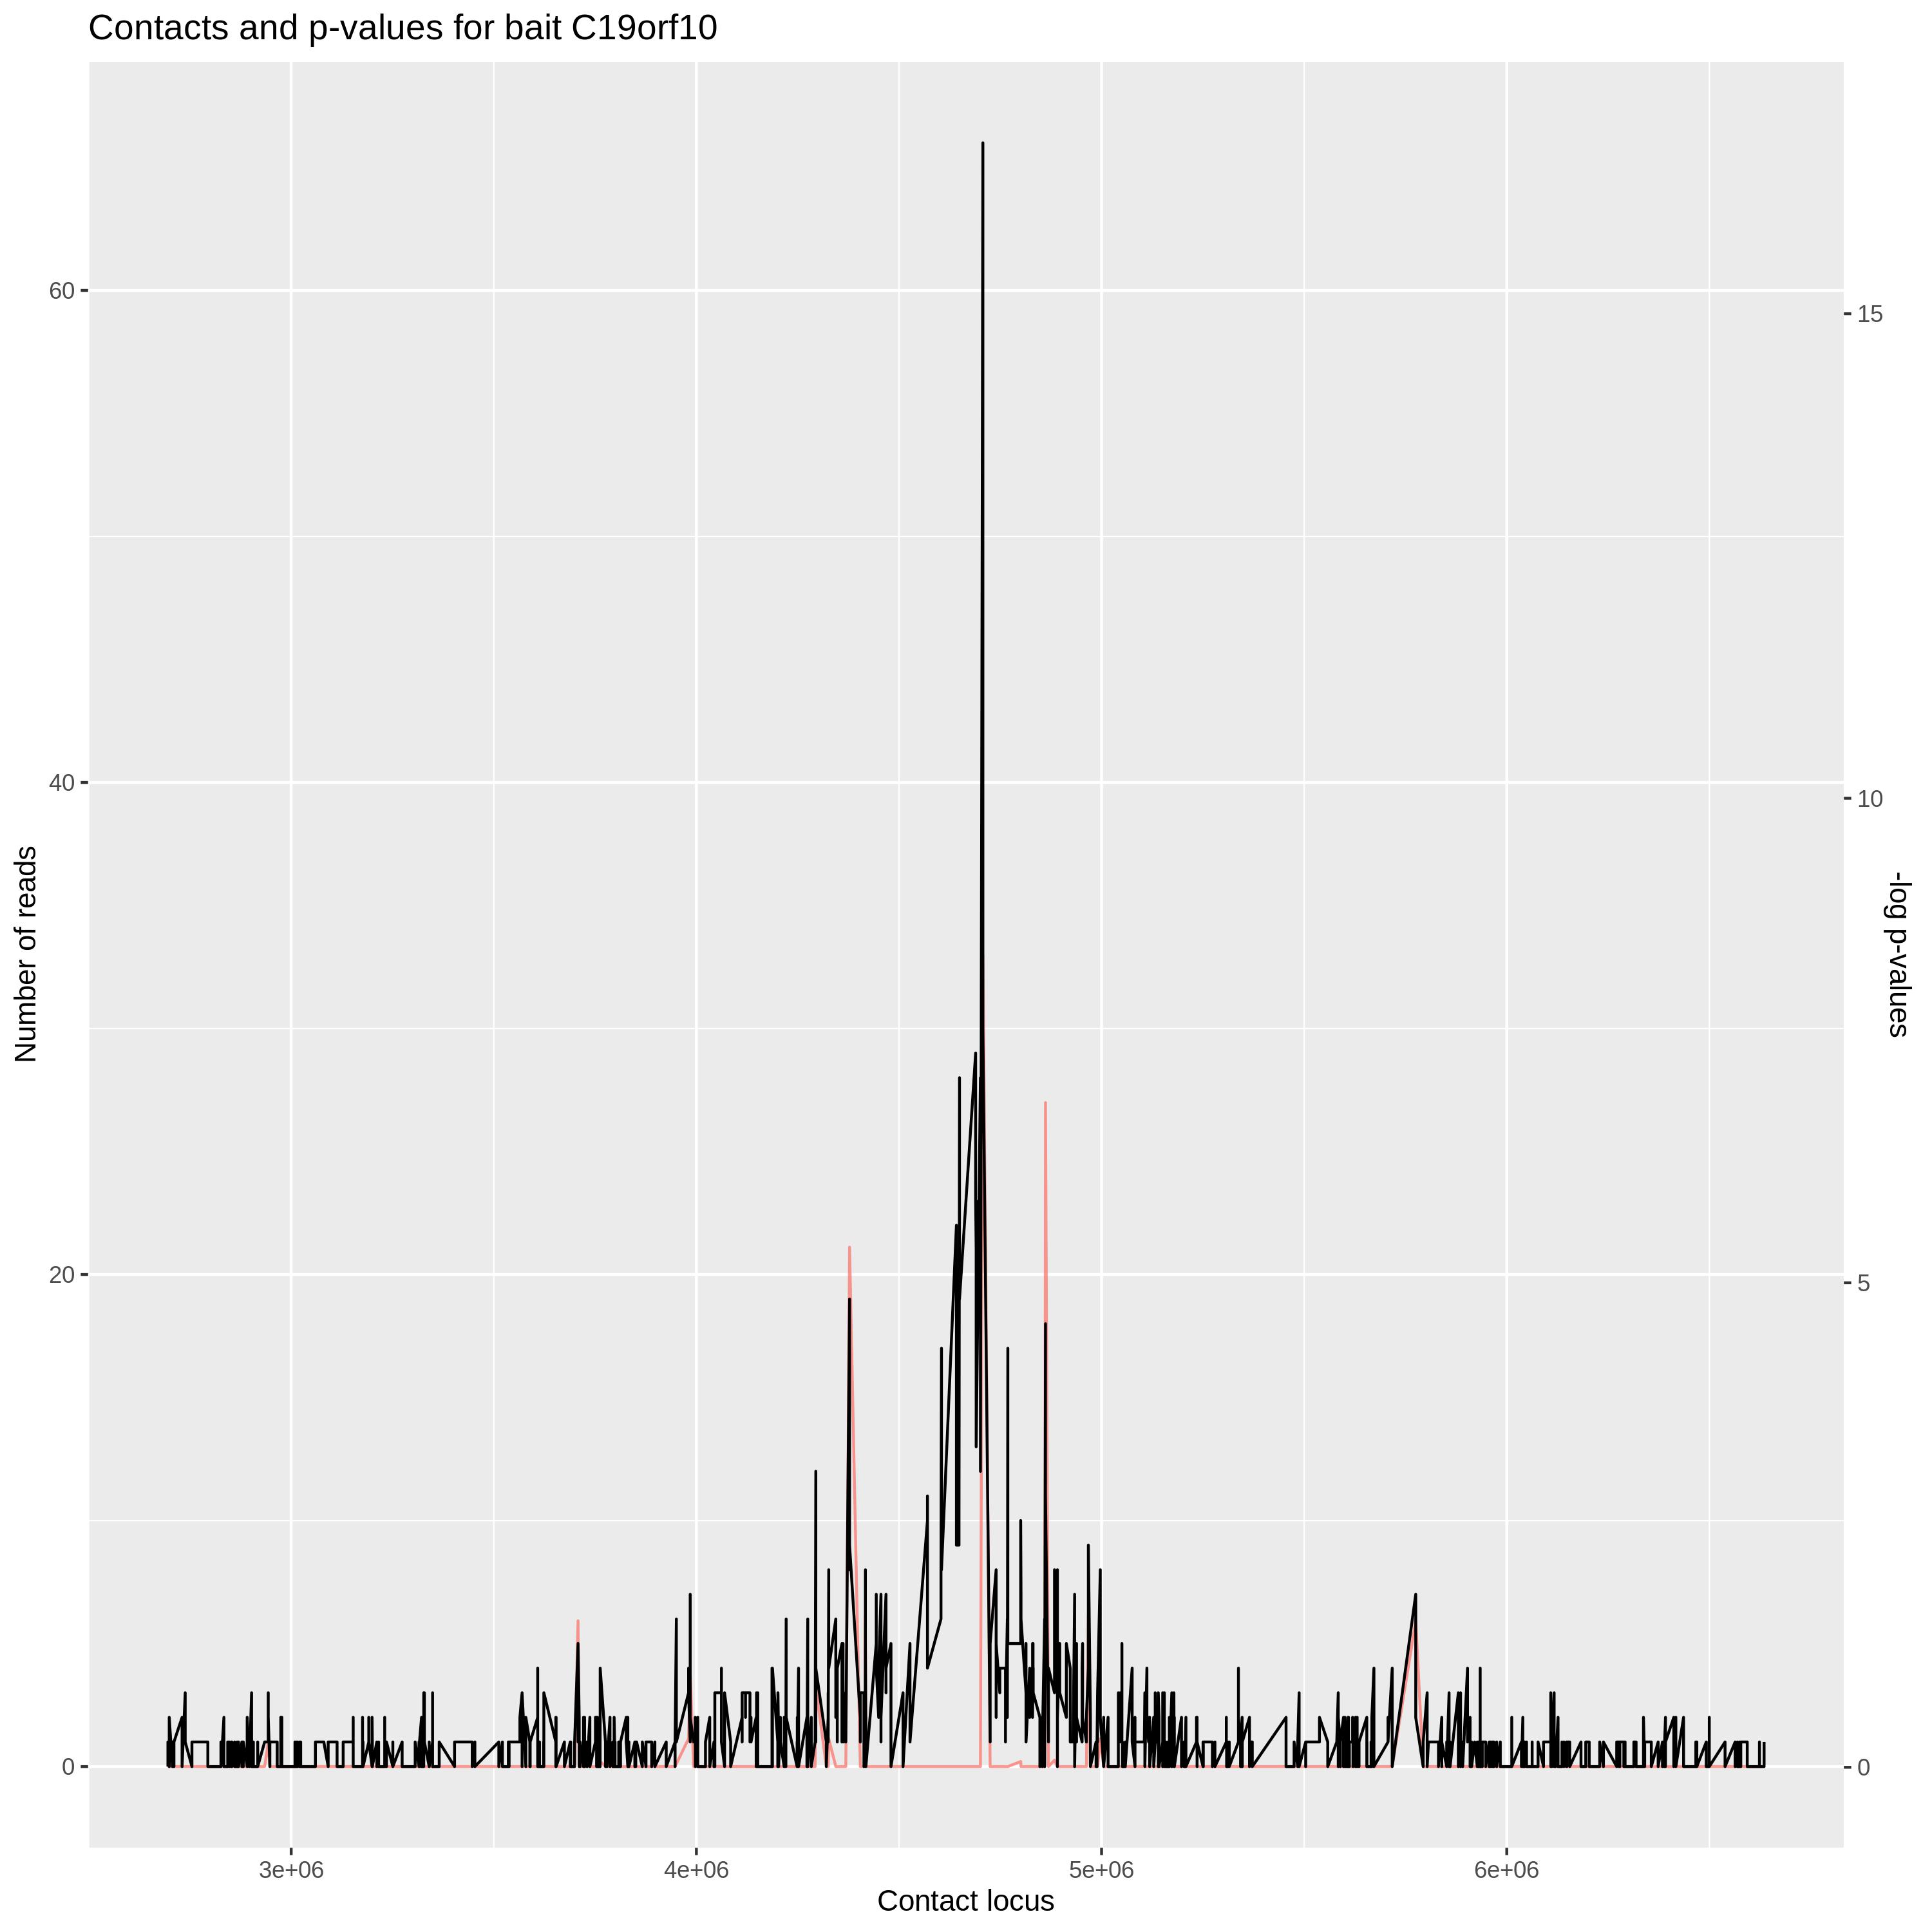 Contacts and p-values for bait C19orf10
60
40
20
0
15
10
5
0
Number of reads
-log p-values
3e+06 4e+06 5e+06 6e+06
Contact locus